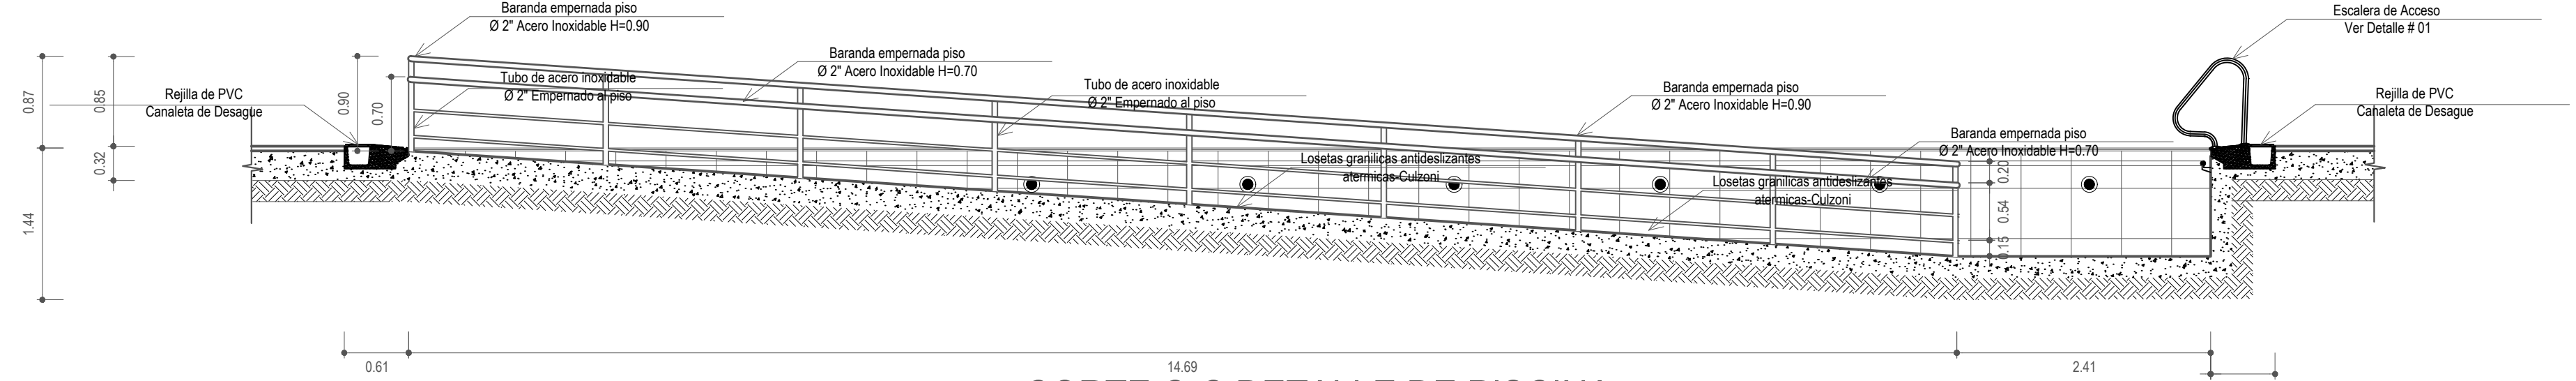 Baranda empernada piso
Ø 2" Acero Inoxidable H=0.90
Escalera de Acceso
Ver Detalle # 01
Baranda empernada piso
Ø 2" Acero Inoxidable H=0.70
Tubo de acero inoxidable
Ø 2" Empernado al piso
Tubo de acero inoxidable
Ø 2" Empernado al piso
Baranda empernada piso
Ø 2" Acero Inoxidable H=0.90
Rejilla de PVC
Canaleta de Desague
Rejilla de PVC
Canaleta de Desague
Baranda empernada piso
Ø 2" Acero Inoxidable H=0.70
Losetas granilicas antideslizantes
atermicas-Culzoni
Losetas granilicas antideslizantes
atermicas-Culzoni
0.87
0.85
0.90
0.70
0.32
1.44
0.20
0.54
0.15
0.61
14.69
2.41